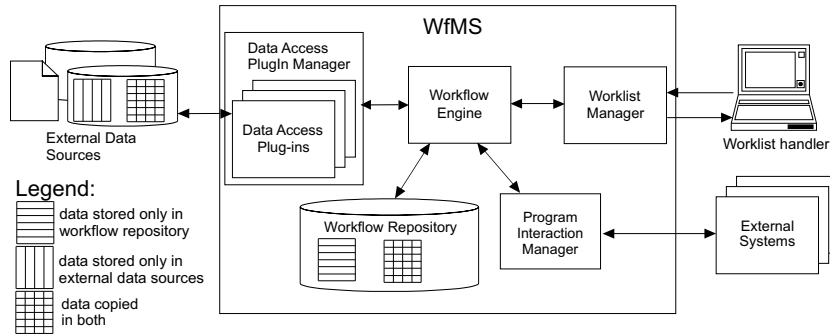 WfMS
Data Access
PlugIn Manager
Data Access
Plug-ins
Workflow
Engine
Worklist
Manager
Worklist handler
External Data
Sources
Legend:
data stored only in
workflow repository
data stored only in
external data sources
data copied
in both
Workflow Repository
Program
Interaction
Manager
External
Systems